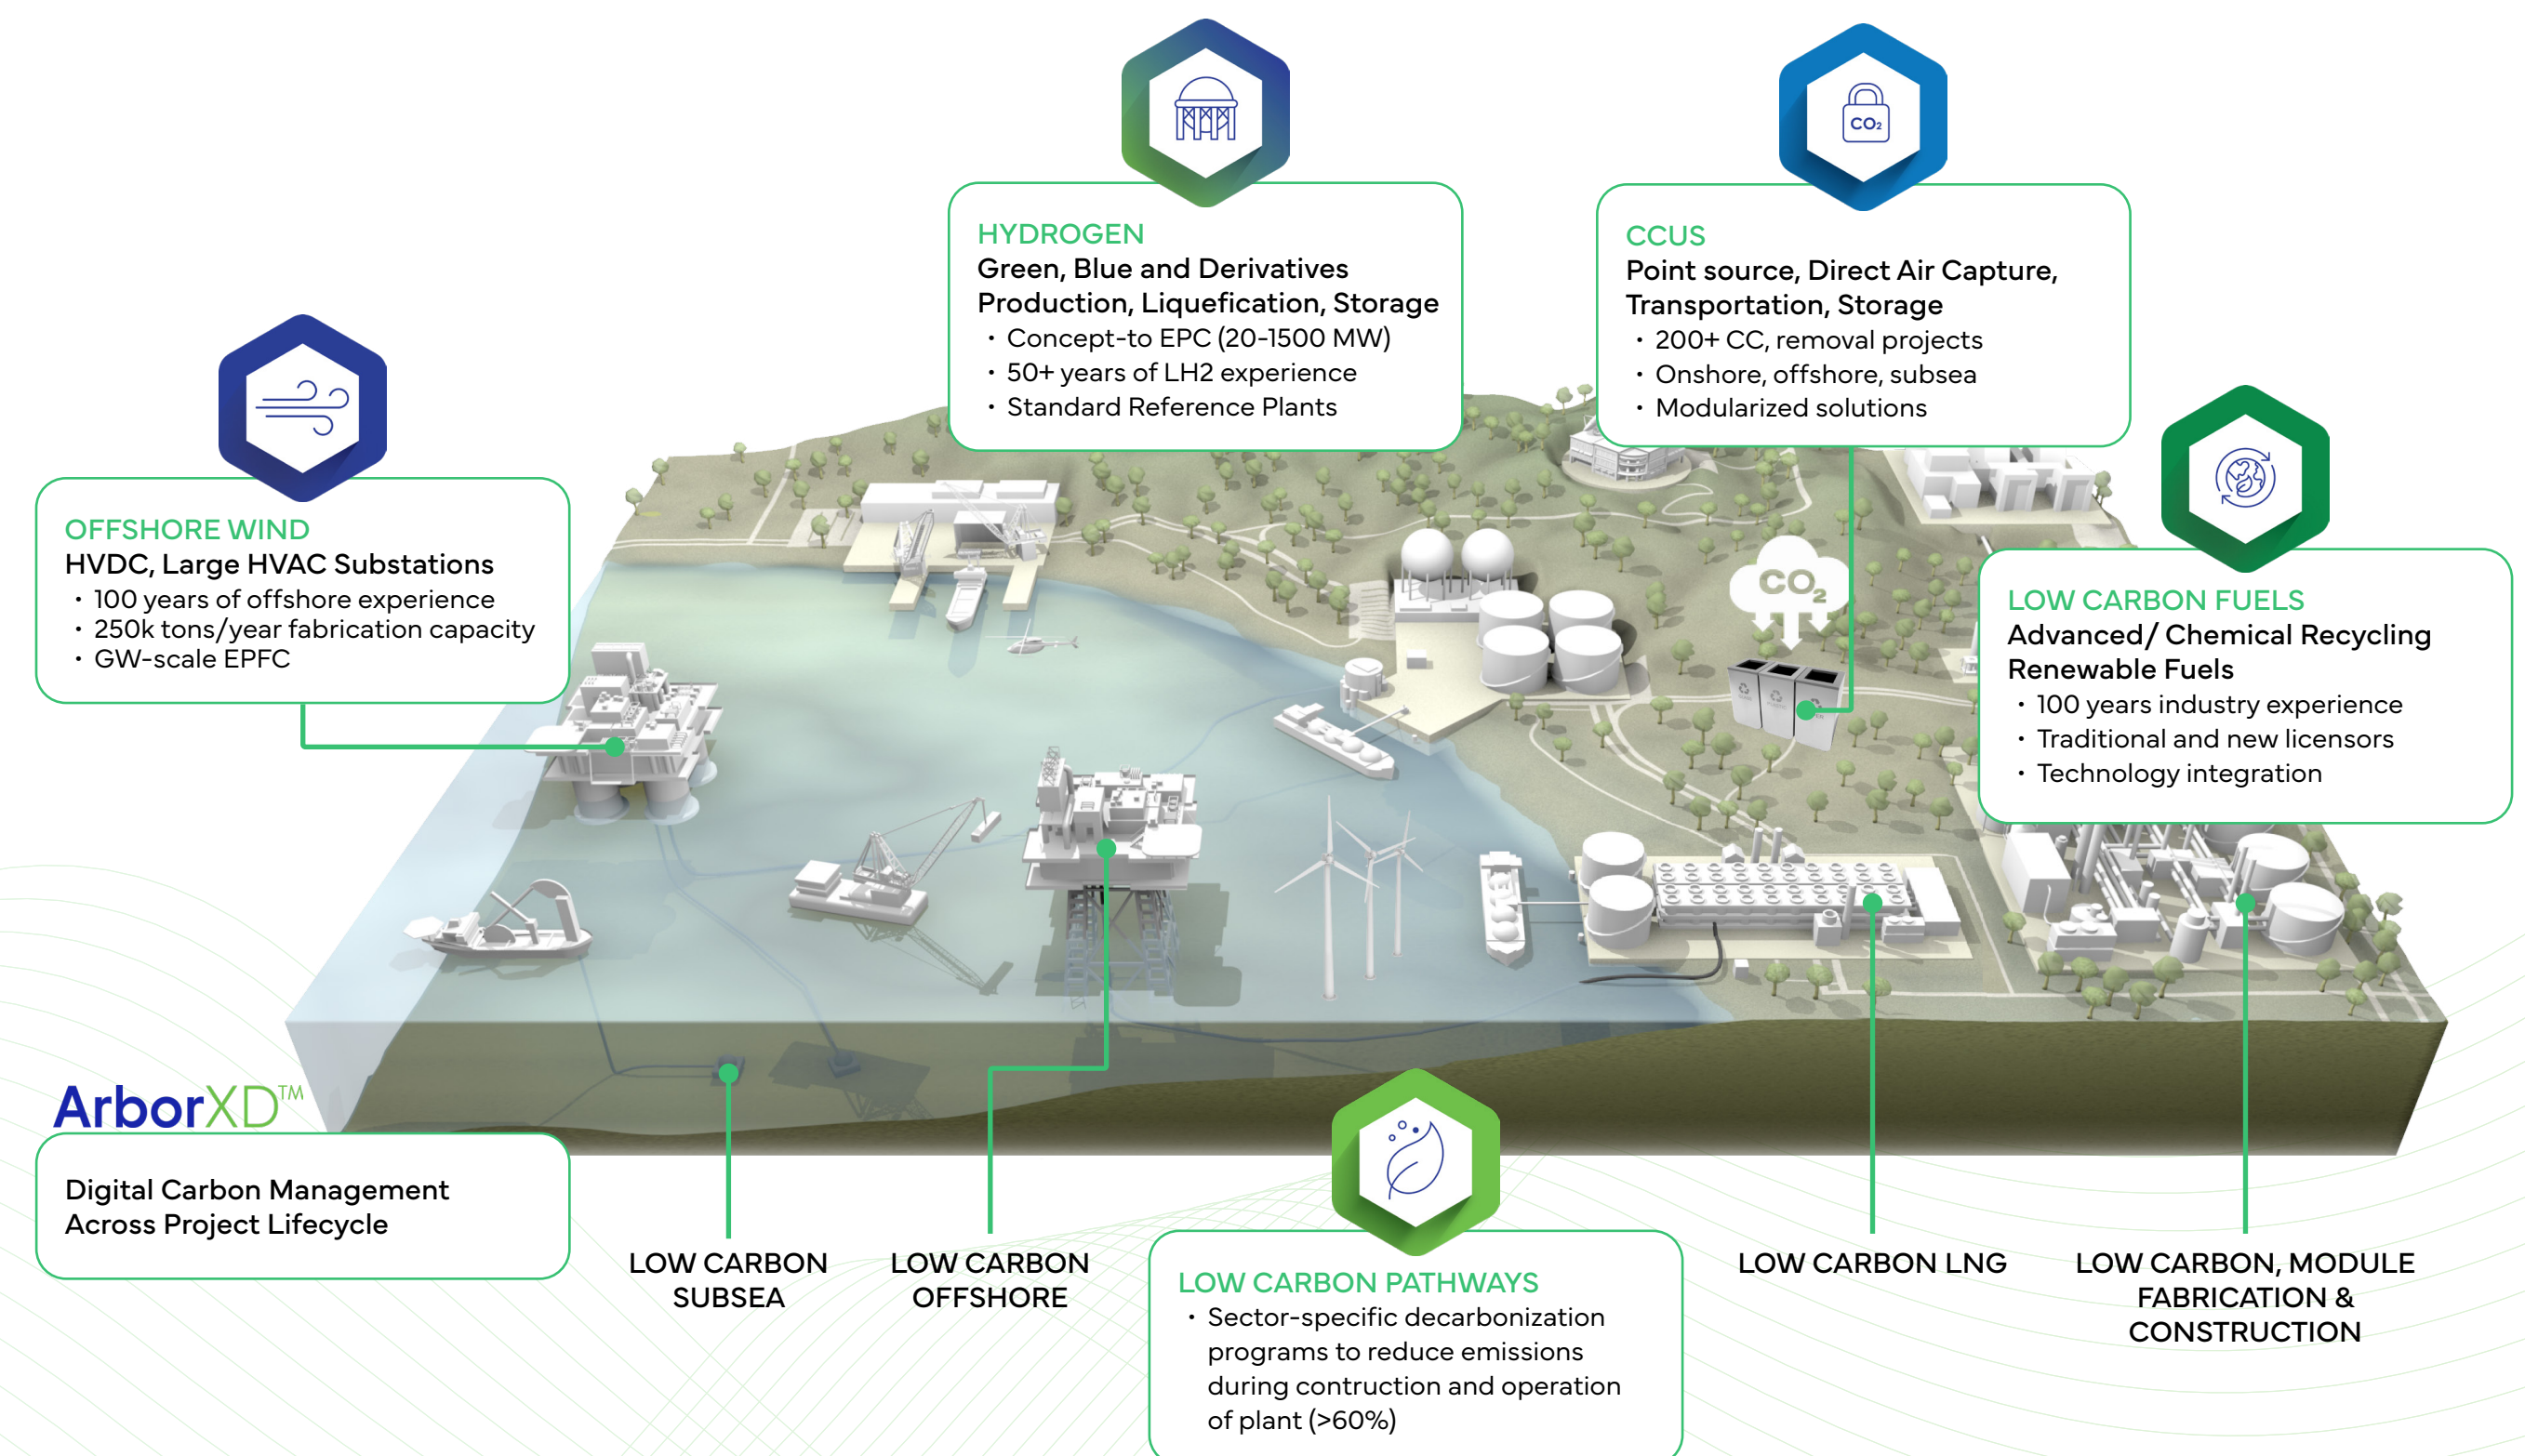 HYDROGEN
Green, Blue and Derivatives
Production, Liquefication, Storage
• Concept-to EPC (20-1500 MW)
• 50+ years of LH2 experience
• Standard Reference Plants
CO₂
CCUS
Point source, Direct Air Capture,
Transportation, Storage
• 200+ CC, removal projects
• Onshore, offshore, subsea
• Modularized solutions
OFFSHORE WIND
HVDC, Large HVAC Substations
• 100 years of offshore experience
• 250k tons/year fabrication capacity
• GW-scale EPFC
CO₂
LOW CARBON FUELS
Advanced/ Chemical Recycling
Renewable Fuels
• 100 years industry experience
• Traditional and new licensors
• Technology integration
ArborXD™
Digital Carbon Management
Across Project Lifecycle
LOW CARBON
SUBSEA
LOW CARBON
OFFSHORE
LOW CARBON PATHWAYS
• Sector-specific decarbonization
programs to reduce emissions
during contruction and operation
of plant (>60%)
LOW CARBON LNG
LOW CARBON, MODULE
FABRICATION &
CONSTRUCTION